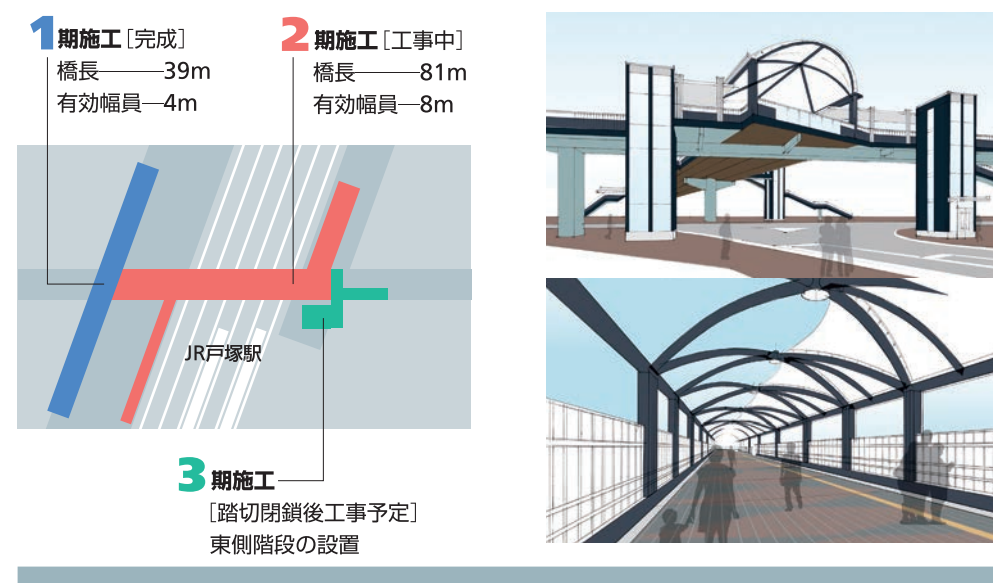 1期施工[完成]
橋長――39m
有効幅員―4m
2期施工[工事中]
橋長――81m
有効幅員―8m
JR戸塚駅
3期施工
[踏切閉鎖後工事予定]
東側階段の設置